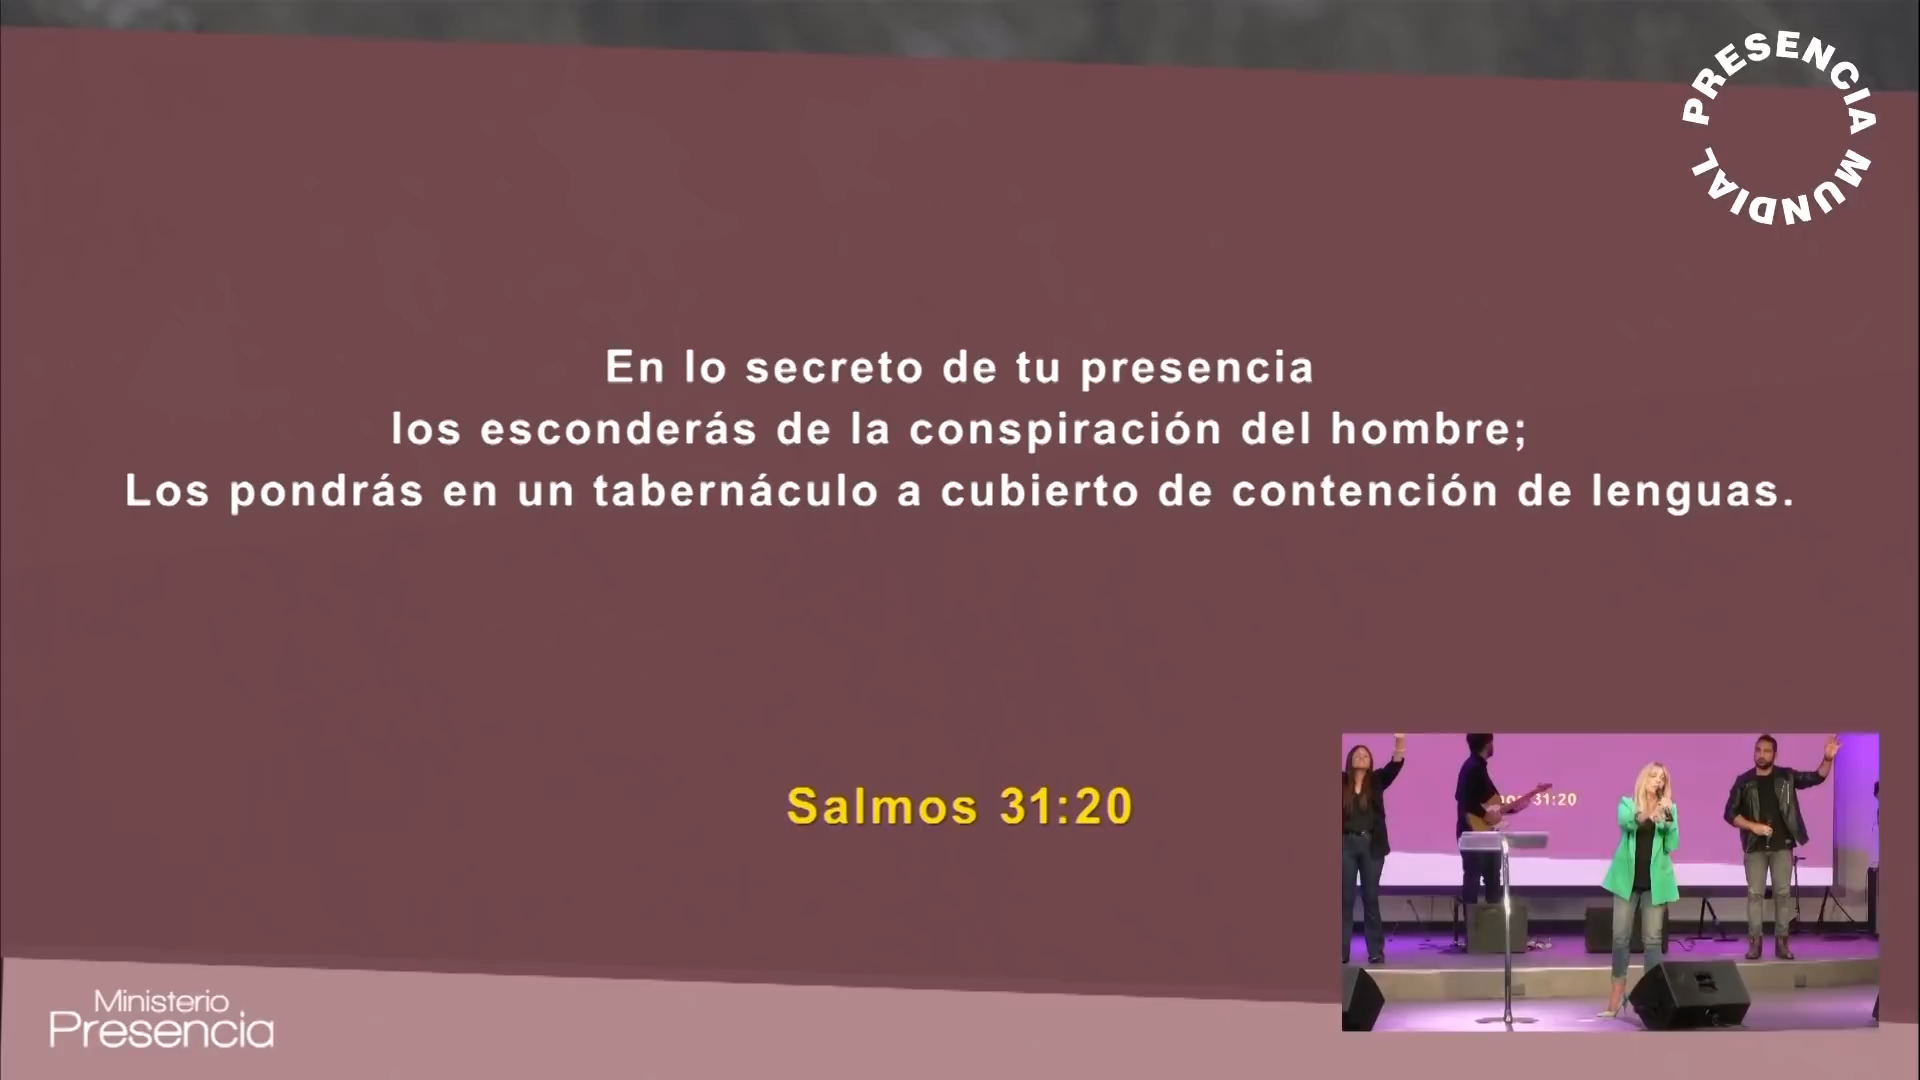 PRESENCIA MUNDIAL
En lo secreto de tu presencia
los esconderás de la conspiración del hombre;
Los pondrás en un tabernáculo a cubierto de contención de lenguas.
Salmos 31:20
31:20
Ministerio
Presencia